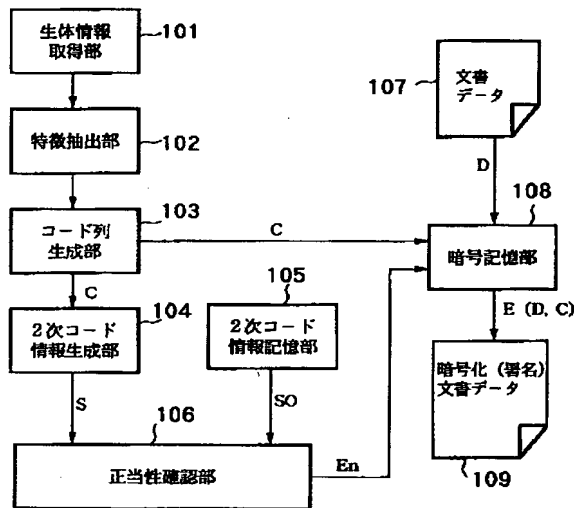 生体情報
取得部
101
特徴抽出部
102
コード列
生成部
103
C
C
2次コード
情報生成部
104
105
2次コード
情報記憶部
S
SO
106
正当性確認部
En
107
文書
データ
D
108
暗号記憶部
E (D, C)
暗号化(署名)
文書データ
109